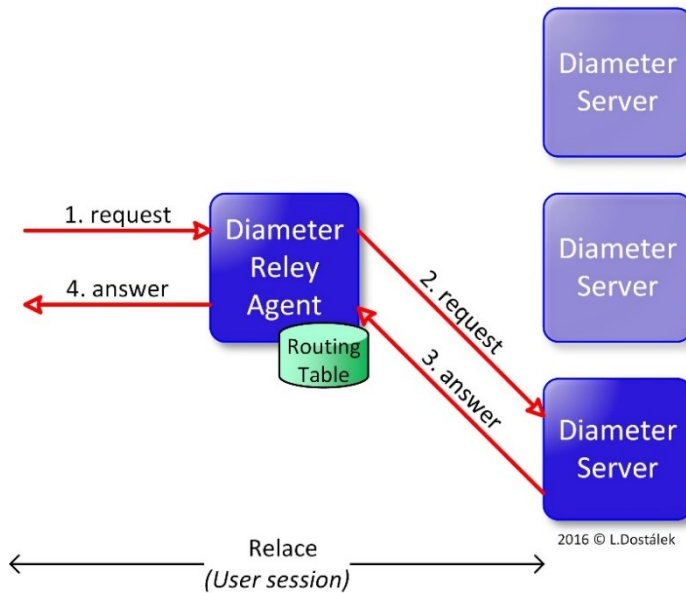 Diameter
Server
Diameter
Server
1. request
4. answer
Diameter
Reley
Agent
Routing
Table
2. request
3. answer
Diameter
Server
2016 © L.Dostálek
Relace
(User session)